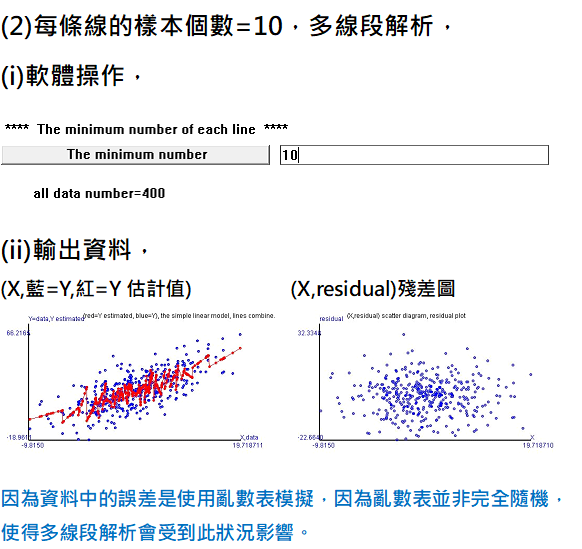 (2)每條線的樣本個數=10，多線段解析，
(i)軟體操作，
**** The minimum number of each line ****
The minimum number 10
all data number=400
(ii)輸出資料，
(X,藍=Y,紅=Y 估計值) (X,residual)殘差圖
Y=data,Y estimated (red=Y estimated, blue=Y), the simple linear model, lines combine.
66.2165
-18.961
-9.8150 19.718711
X,data
residual (X,residual) scatter diagram, residual plot
32.3348
-22.6640
-9.8150 19.718710
X
因為資料中的誤差是使用亂數表模擬，因為亂數表並非完全隨機，
使得多線段解析會受到此狀況影響。